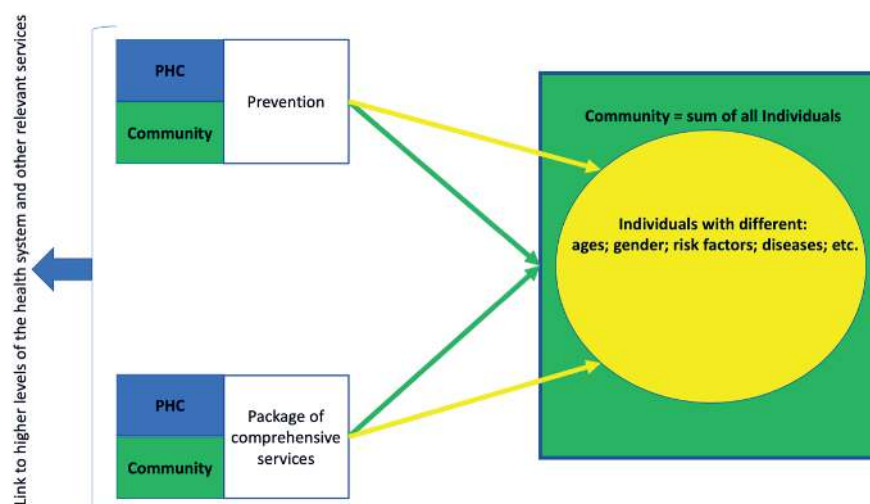 Link to higher levels of the health system and other relevant services
PHC
Community
Prevention
Community = sum of all Individuals
Individuals with different:
ages; gender; risk factors; diseases; etc.
PHC
Community
Package of
comprehensive
services